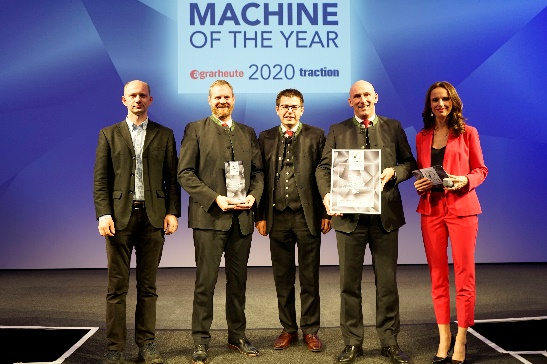 MACHINE
OF THE YEAR
agrarheute 2020 traction